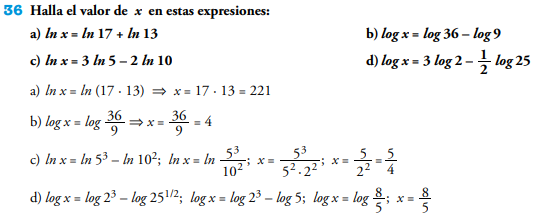 36 Halla el valor de x en estas expresiones:
a) ln x = ln 17 + ln 13 b) log x = log 36 – log 9
c) ln x = 3 ln 5 – 2 ln 10 d) log x = 3 log 2 – 1/2 log 25
a) ln x = ln (17 · 13) ⇒ x = 17 · 13 = 221
b) log x = log 36/9 ⇒ x = 36/9 = 4
c) ln x = ln 5³ – ln 10²; ln x = ln 5³/10²; x = 5³/5² · 2²; x = 5/2² = 5/4
d) log x = log 2³ – log 25^1/2; log x = log 2³ – log 5; log x = log 8/5; x = 8/5